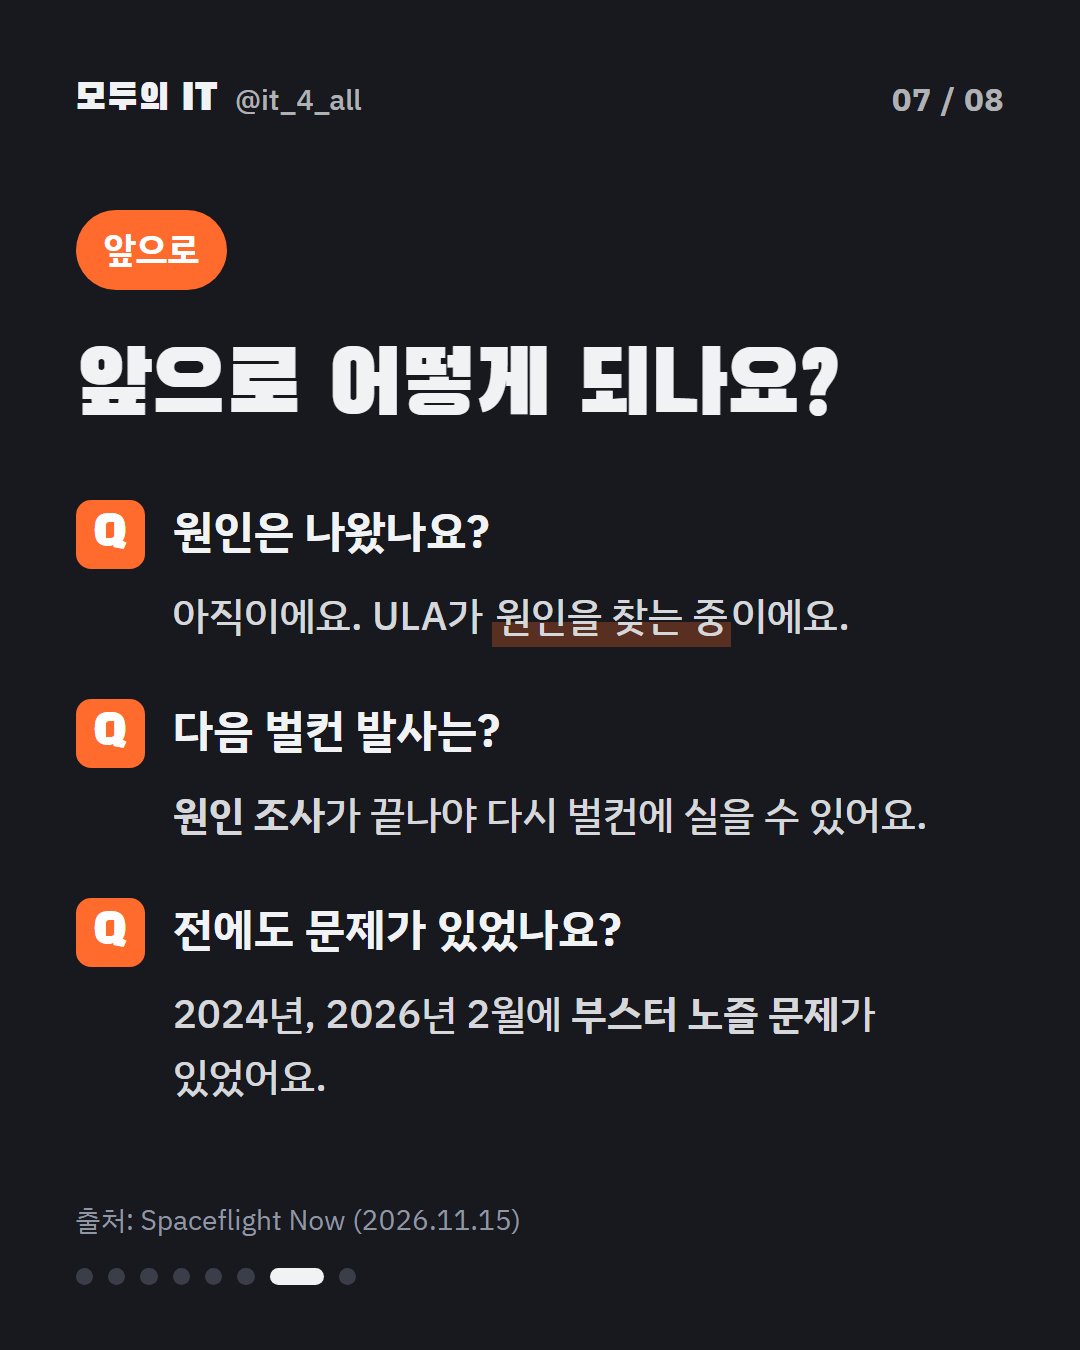 모두의 IT @it_4_all
07 / 08
앞으로
앞으로 어떻게 되나요?
Q 원인은 나왔나요?
아직이에요. ULA가 원인을 찾는 중이에요.
Q 다음 벌컨 발사는?
원인 조사가 끝나야 다시 벌컨에 실을 수 있어요.
Q 전에도 문제가 있었나요?
2024년, 2026년 2월에 부스터 노즐 문제가
있었어요.
출처: Spaceflight Now (2026.11.15)